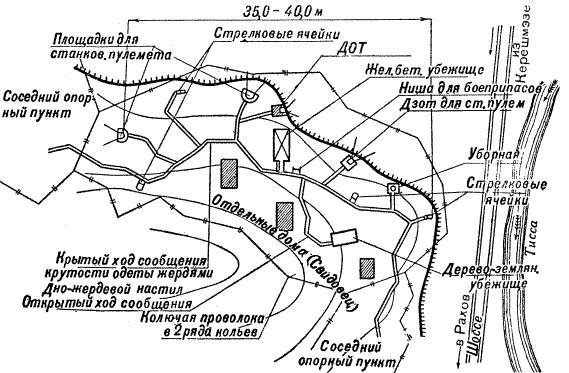 35,0 - 40,0 м
Площадки для
станков. пулемета
Стрелковые ячейки
ДОТ
Жел. бет. убежище
Ниша для боеприпасов
Дзот для ст. пулем
Соседний опор-
ный пункт
Уборная
Стрелковые
ячейки
Отдельные дома (Свидовец)
Крытый ход сообщения
крутости одеты жердями
Дно-жердевой настил
Открытый ход сообщения
Колючая проволока
в 2 ряда кольев
Дерево-землян.
убежище
Соседний
опорный пункт
из
Керешмэзе
Тисса
в Рахов
Шоссе